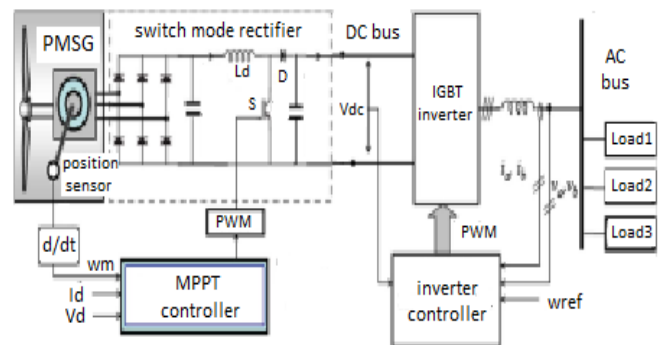 switch mode rectifier
PMSG
Ld
D
S
DC bus
Vdc
IGBT
inverter
AC
bus
Load1
Load2
Load3
position
sensor
d/dt
wm
Id
Vd
PWM
MPPT
controller
PWM
inverter
controller
wref